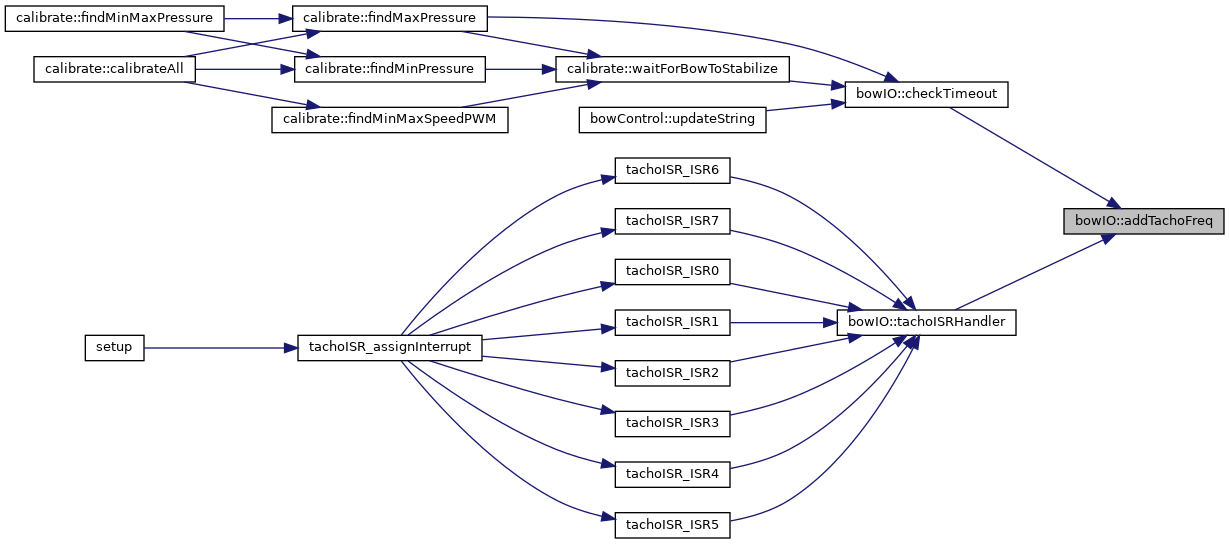 calibrate::findMinMaxPressure
calibrate::findMaxPressure
calibrate::calibrateAll
calibrate::findMinPressure
calibrate::waitForBowToStabilize
calibrate::findMinMaxSpeedPWM
bowControl::updateString
bowIO::checkTimeout
tachoISR_ISR6
tachoISR_ISR7
tachoISR_ISR0
tachoISR_ISR1
tachoISR_ISR2
tachoISR_ISR3
tachoISR_ISR4
tachoISR_ISR5
bowIO::addTachoFreq
bowIO::tachoISRHandler
setup
tachoISR_assignInterrupt